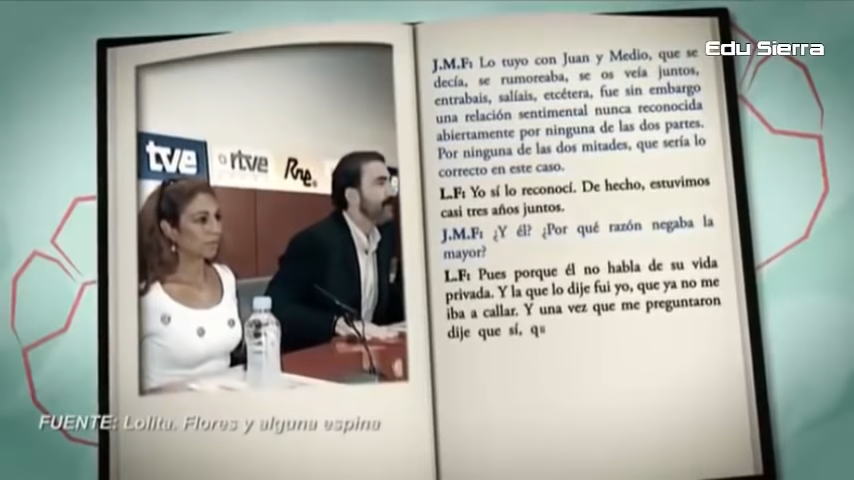 Edu Sierra
tve
rtve
Rne
J.M.F: Lo tuyo con Juan y Medio, que se
decía, se rumoreaba, se os veía juntos,
entrabais, salíais, etcétera, fue sin embargo
una relación sentimental nunca reconocida
abiertamente por ninguna de las dos partes.
Por ninguna de las dos mitades, que sería lo
correcto en este caso.
L.F: Yo sí lo reconocí. De hecho, estuvimos
casi tres años juntos.
J.M.F: ¿Y él? ¿Por qué razón negaba la
mayor?
L.F: Pues porque él no habla de su vida
privada. Y la que lo dije fui yo, que ya no me
iba a callar. Y una vez que me preguntaron
dije que sí, qu
FUENTE: Lolita. Flores y alguna espina